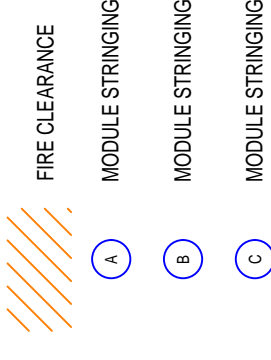 FIRE CLEARANCE
A MODULE STRINGING
B MODULE STRINGING
C MODULE STRINGING